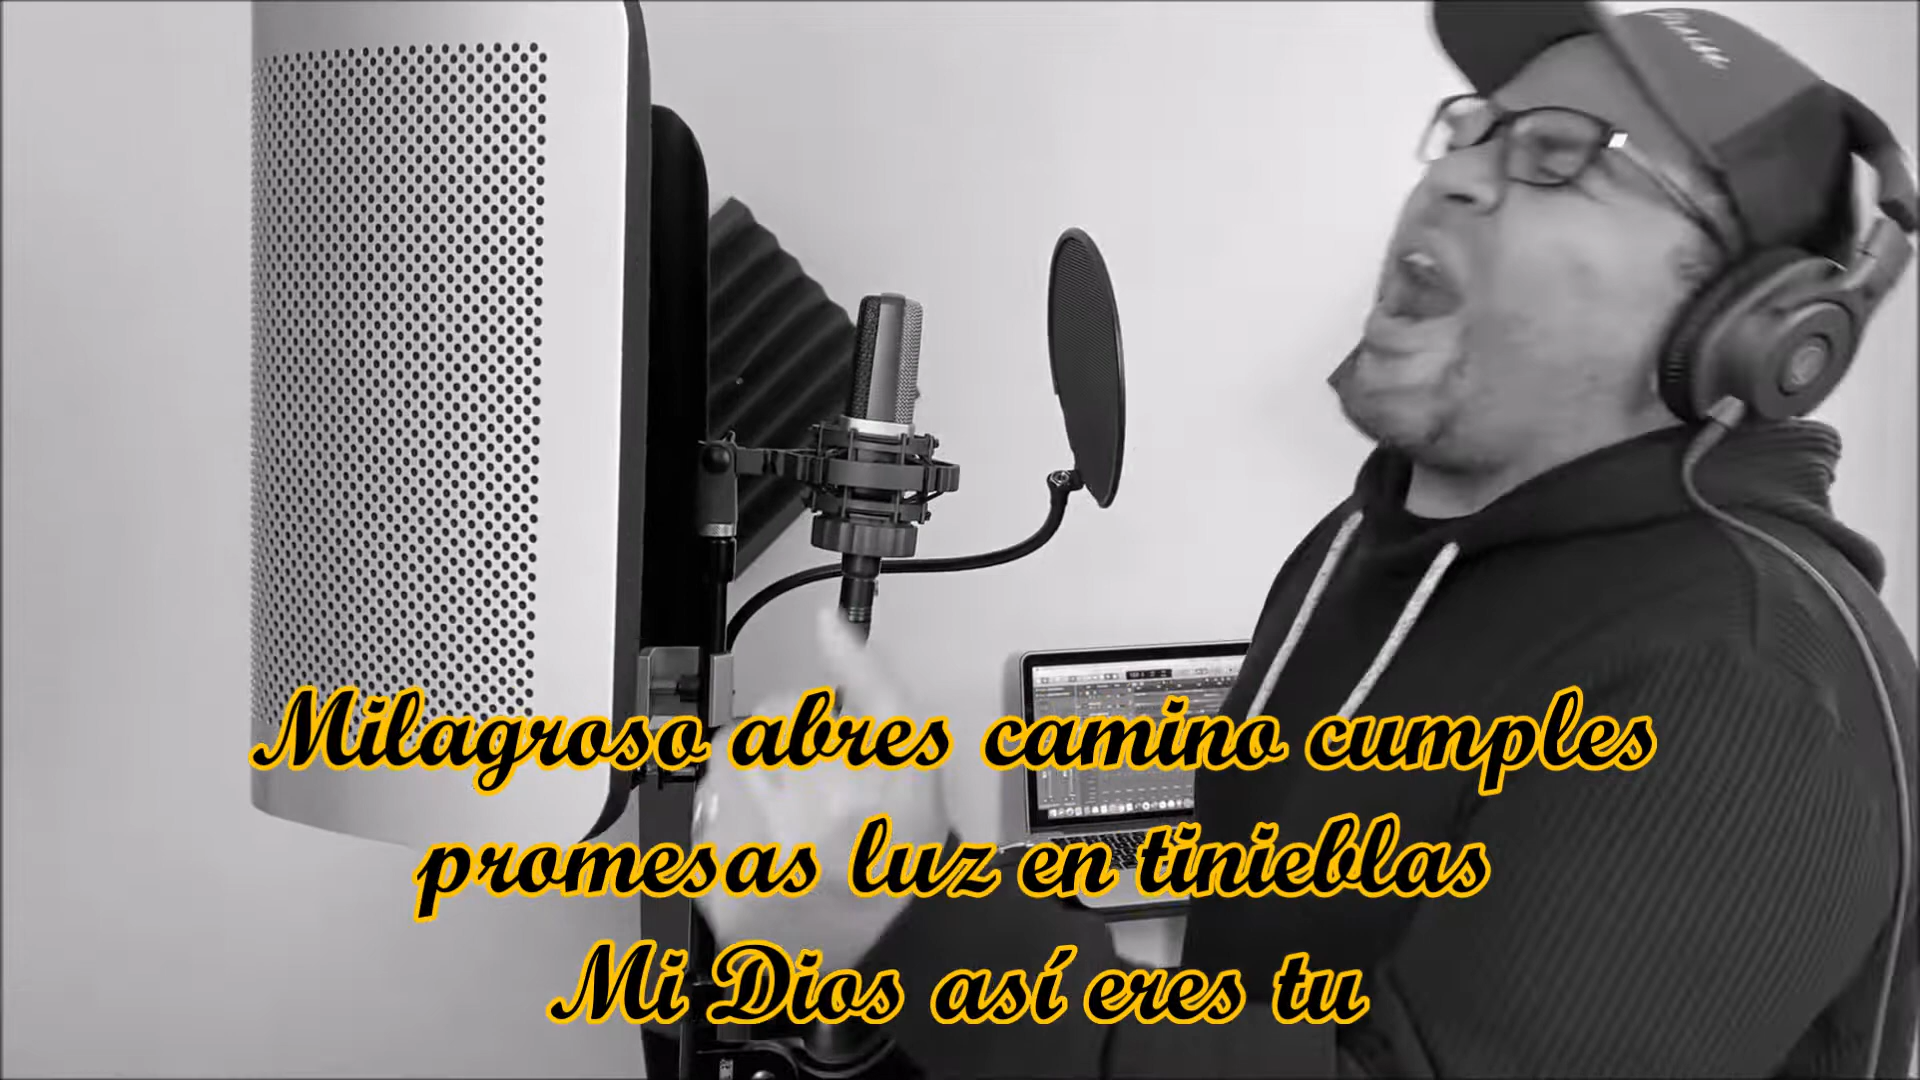 Milagroso abres camino cumples
promesas luz en tinieblas
Mi Dios así eres tu